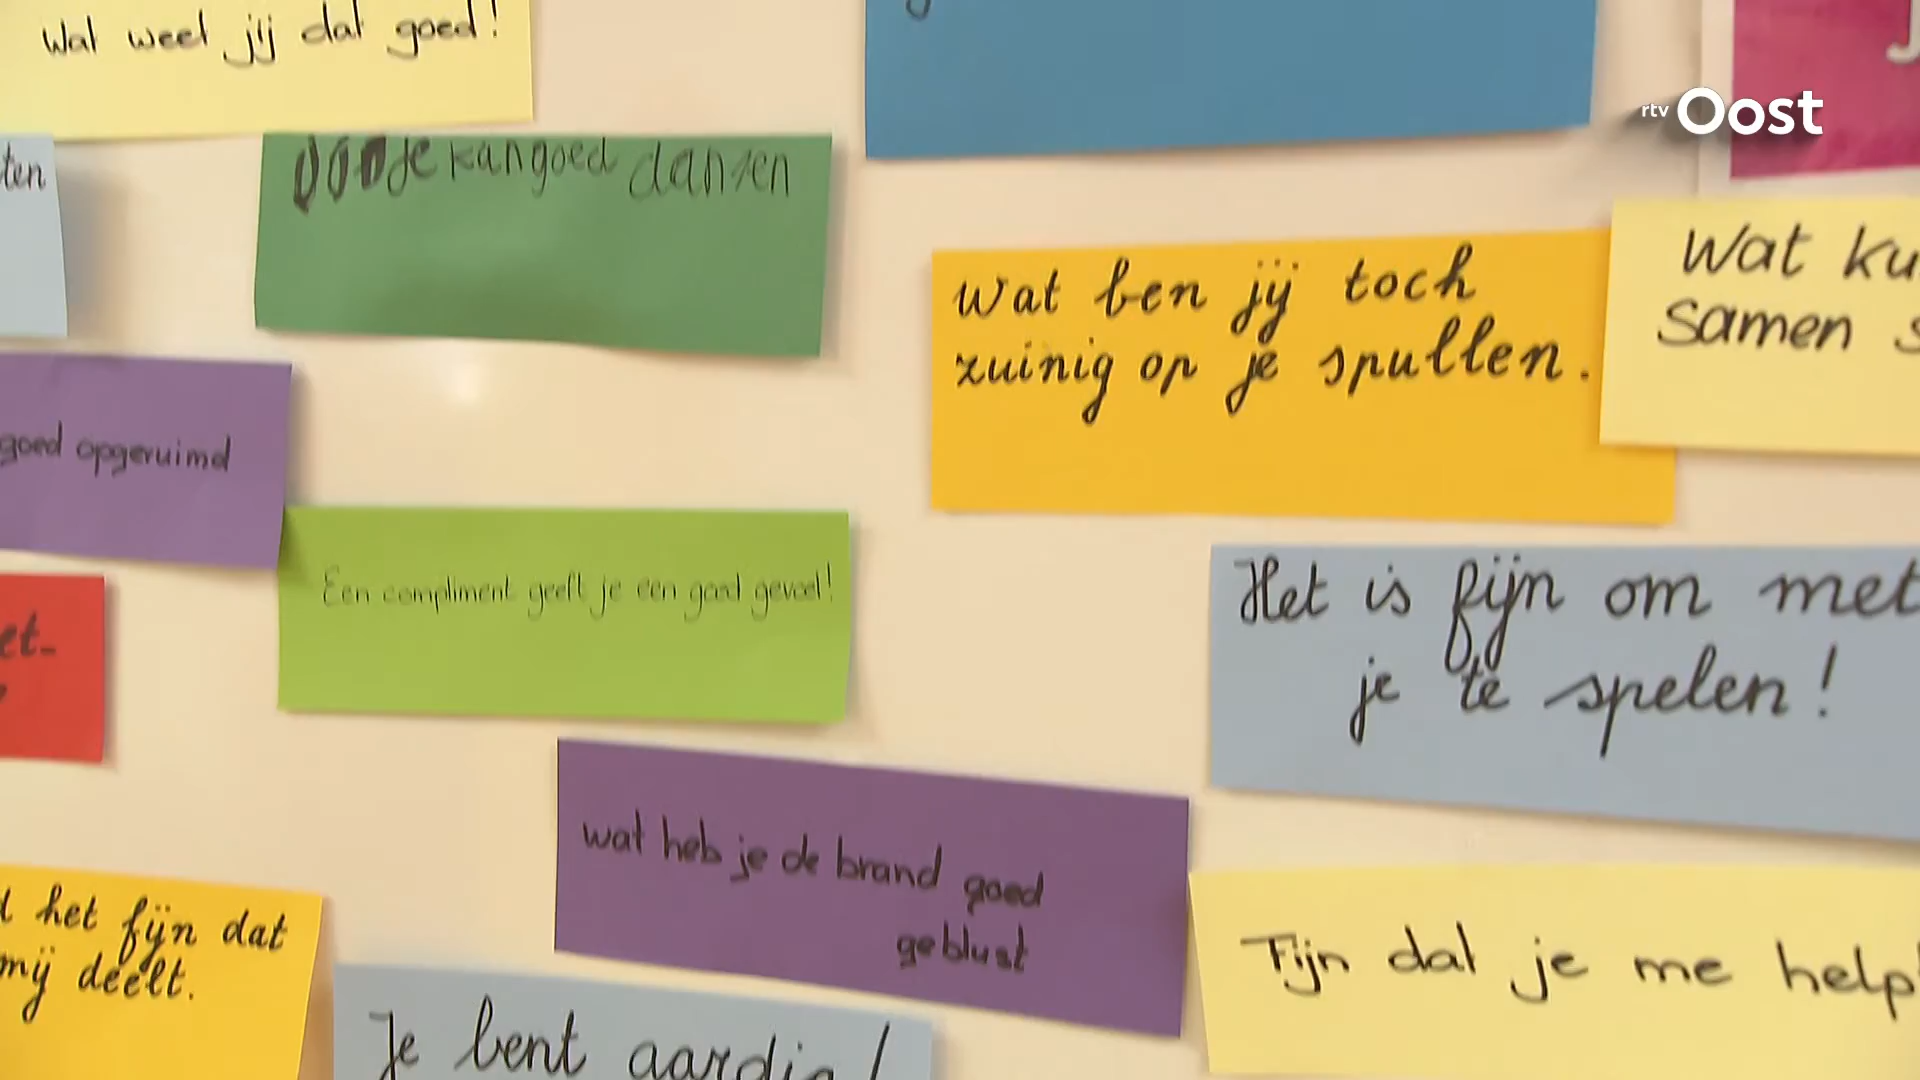 Wat weet jij dat goed!
rtv Oost
ten
je kan goed dansen
Wat ben jij toch
zuinig op je spullen.
Wat ku
samen s
goed opgeruimd
Een compliment geeft je een goed gevoel!
Het is fijn om met
je te spelen!
et-
wat heb je de brand goed
geblust
het fijn dat
mij deelt.
Fijn dat je me help
Je bent aardig!